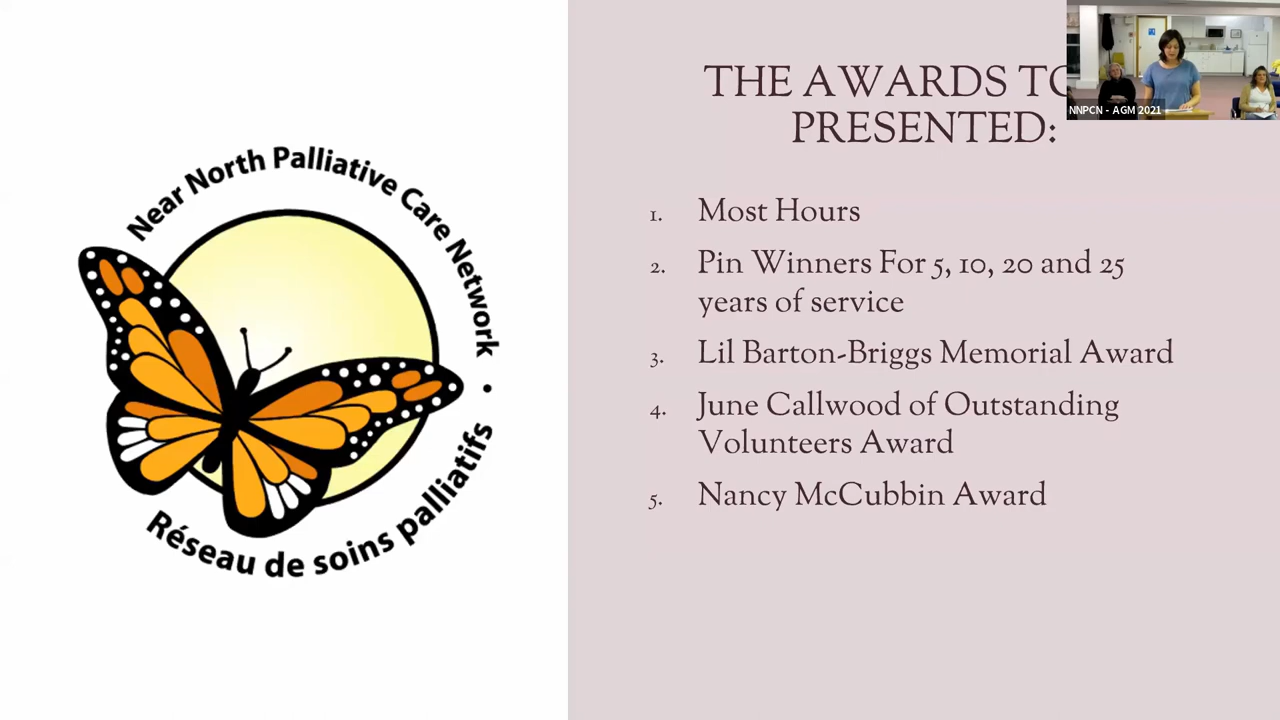 Near North Palliative Care Network •
Réseau de soins palliatifs
THE AWARDS TO
PRESENTED:
NNPCN - AGM 2021
1. Most Hours
2. Pin Winners For 5, 10, 20 and 25
years of service
3. Lil Barton-Briggs Memorial Award
4. June Callwood of Outstanding
Volunteers Award
5. Nancy McCubbin Award